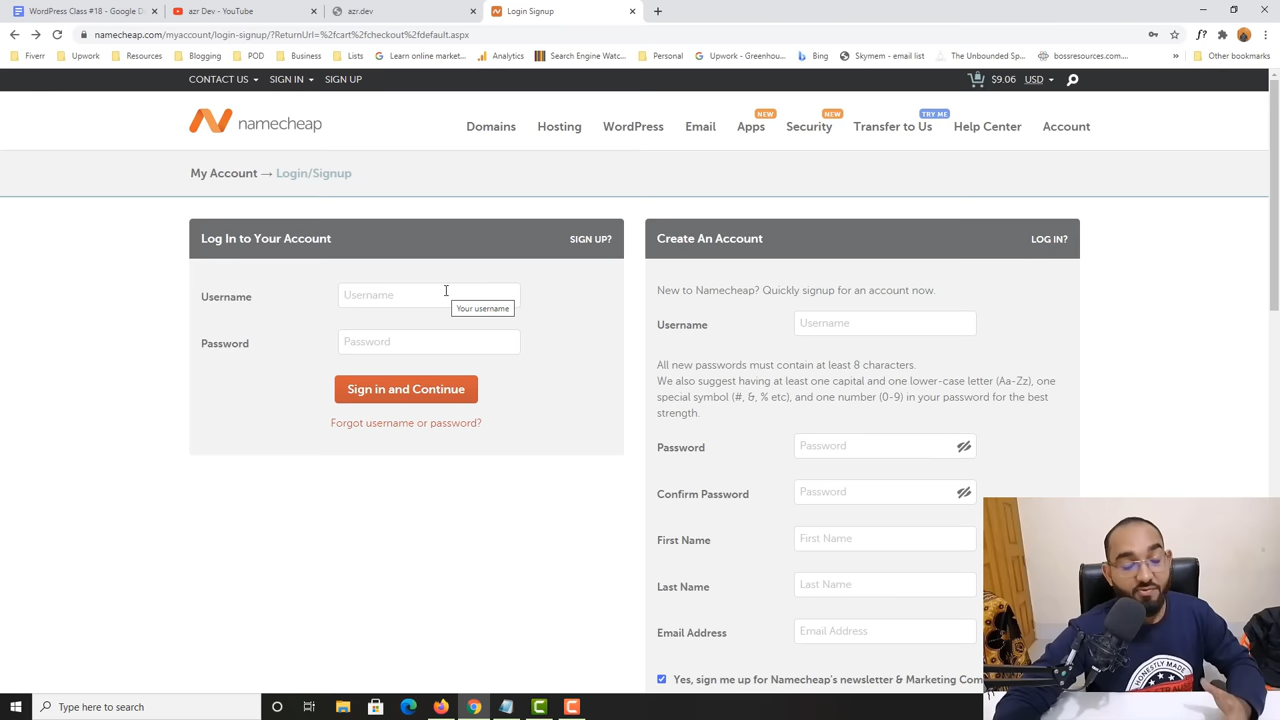 WordPress Class #18 - Google D
azr Dev - YouTube
azr.dev
Login Signup
namecheap.com/myaccount/login-signup/?ReturnUrl=%2fcart%2fcheckout%2fdefault.aspx
Fiverr
Upwork
Resources
Blogging
POD
Business
Lists
Learn online market...
Analytics
Search Engine Watc...
Personal
Upwork - Greenhou...
Bing
Skymem - email list
The Unbounded Sp...
bossresources.com...
Other bookmarks
CONTACT US
SIGN IN
SIGN UP
$9.06
USD
namecheap
Domains
Hosting
WordPress
Email
Apps
NEW
Security
NEW
Transfer to Us
TRY ME
Help Center
Account
My Account → Login/Signup
Log In to Your Account
SIGN UP?
Username
Username
Your username
Password
Password
Sign in and Continue
Forgot username or password?
Create An Account
LOG IN?
New to Namecheap? Quickly signup for an account now.
Username
Username
All new passwords must contain at least 8 characters.
We also suggest having at least one capital and one lower-case letter (Aa-Zz), one
special symbol (#, &, % etc), and one number (0-9) in your password for the best
strength.
Password
Password
Confirm Password
Password
First Name
First Name
Last Name
Last Name
Email Address
Email Address
Yes, sign me up for Namecheap's newsletter & Marketing Com
HONESTLY
MADE
Type here to search